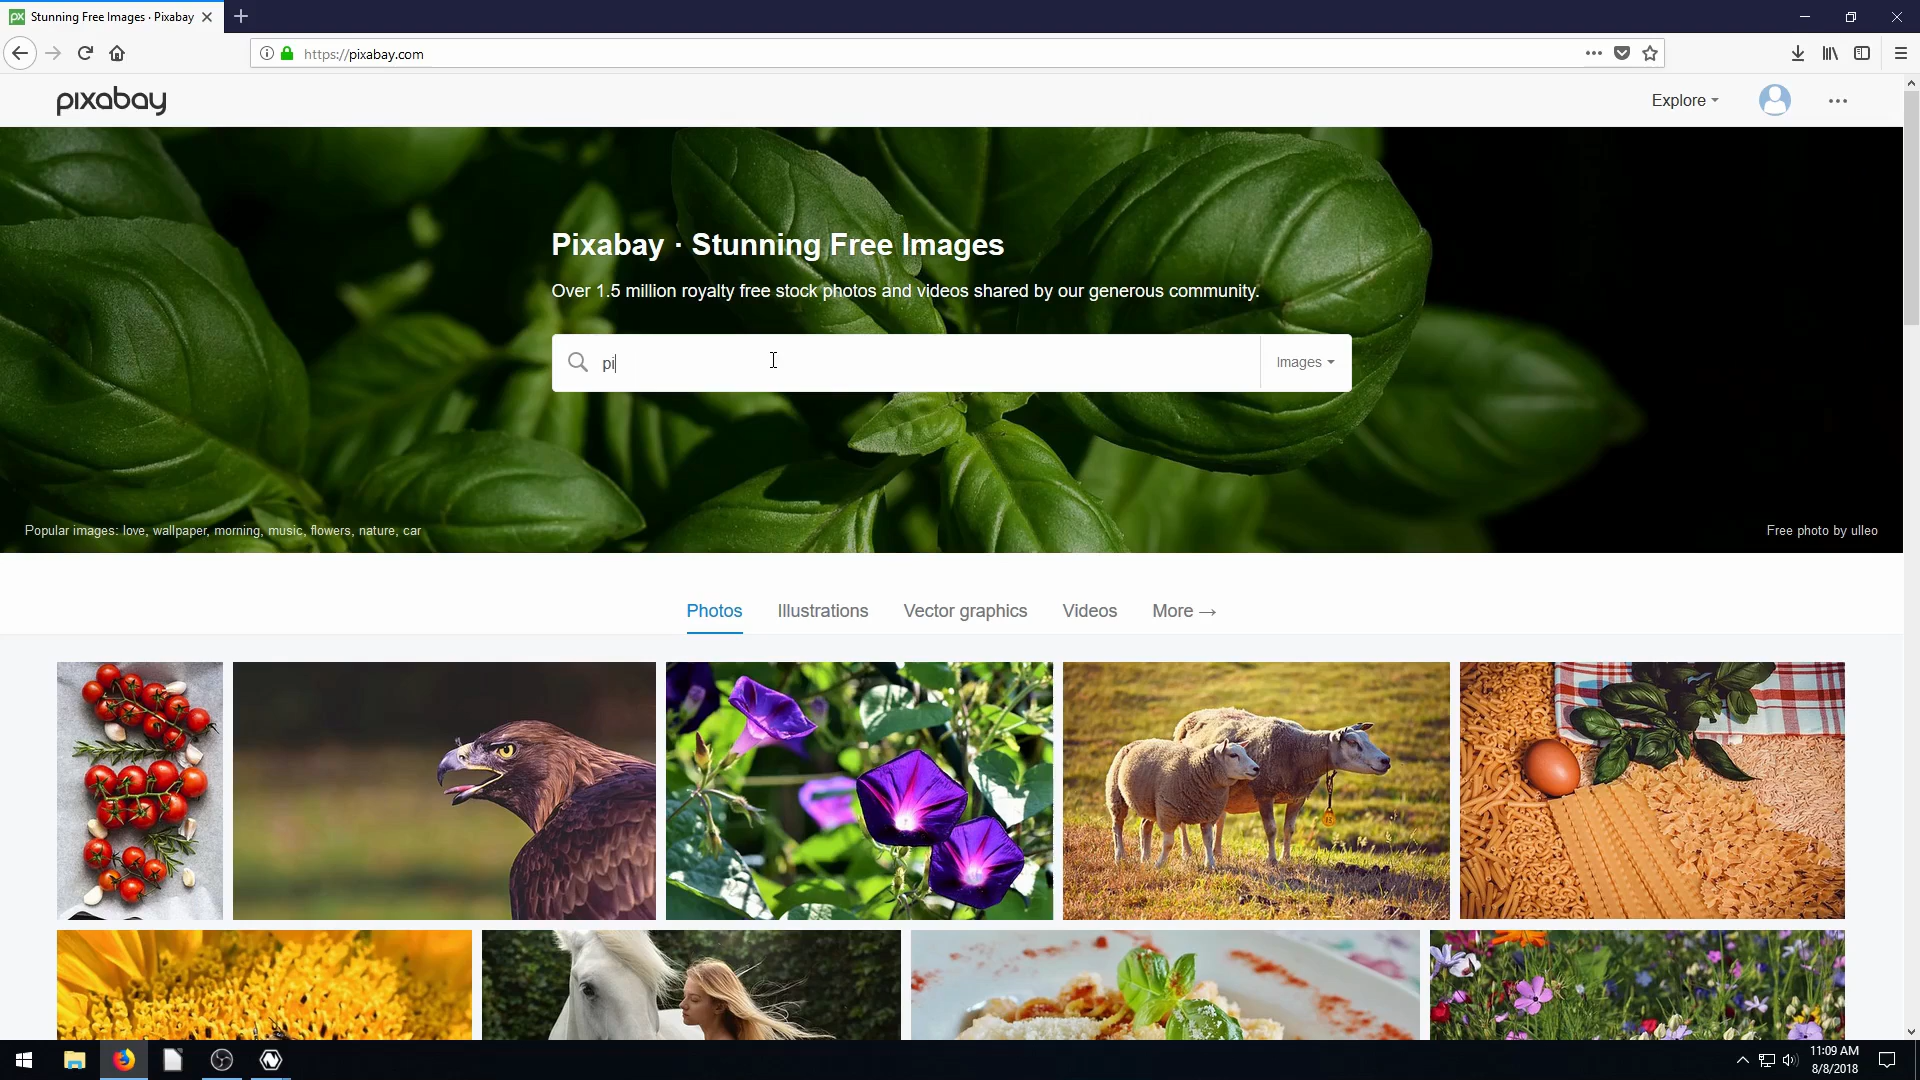 Stunning Free Images · Pixabay
https://pixabay.com
pixabay
Explore
Pixabay · Stunning Free Images
Over 1.5 million royalty free stock photos and videos shared by our generous community.
pi
Images
Popular images: love, wallpaper, morning, music, flowers, nature, car
Free photo by ulleo
Photos Illustrations Vector graphics Videos More →
11:09 AM
8/8/2018